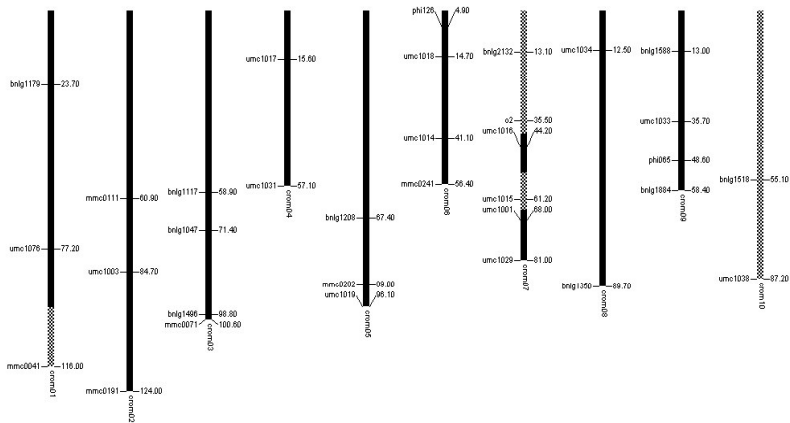 bnlg1179 23.70
umc1076 77.20
mmc0041 116.00
crom01
mmc0111 60.90
umc1003 84.70
mmc0191 124.00
crom02
bnlg1117 58.90
bnlg1047 71.40
bnlg1496 98.80
mmc0071 100.60
crom03
umc1017 15.60
umc1031 57.10
crom04
bnlg1208 67.40
mmc0202 09.00
umc1019 96.10
crom05
phi126 4.90
umc1018 14.70
umc1014 41.10
mmc0241 56.40
crom06
bnlg2132 13.10
o2 35.50
umc1016 44.20
umc1015 61.20
umc1001 68.00
umc1029 81.00
crom07
umc1034 12.50
bnlg1350 89.70
crom08
bnlg1588 13.00
umc1033 35.70
phi065 48.60
bnlg1884 58.40
crom09
bnlg1518 55.10
umc1038 87.20
crom10